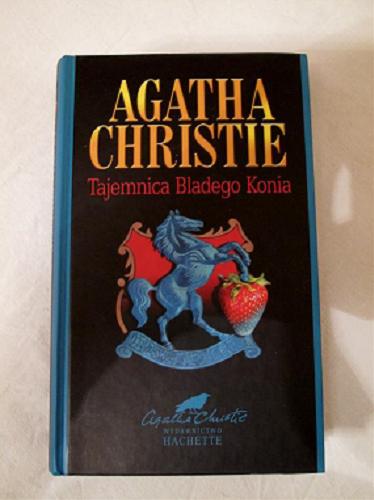 AGATHA
CHRISTIE
Tajemnica Bladego Konia
Agatha Christie
WYDAWNICTWO
HACHETTE